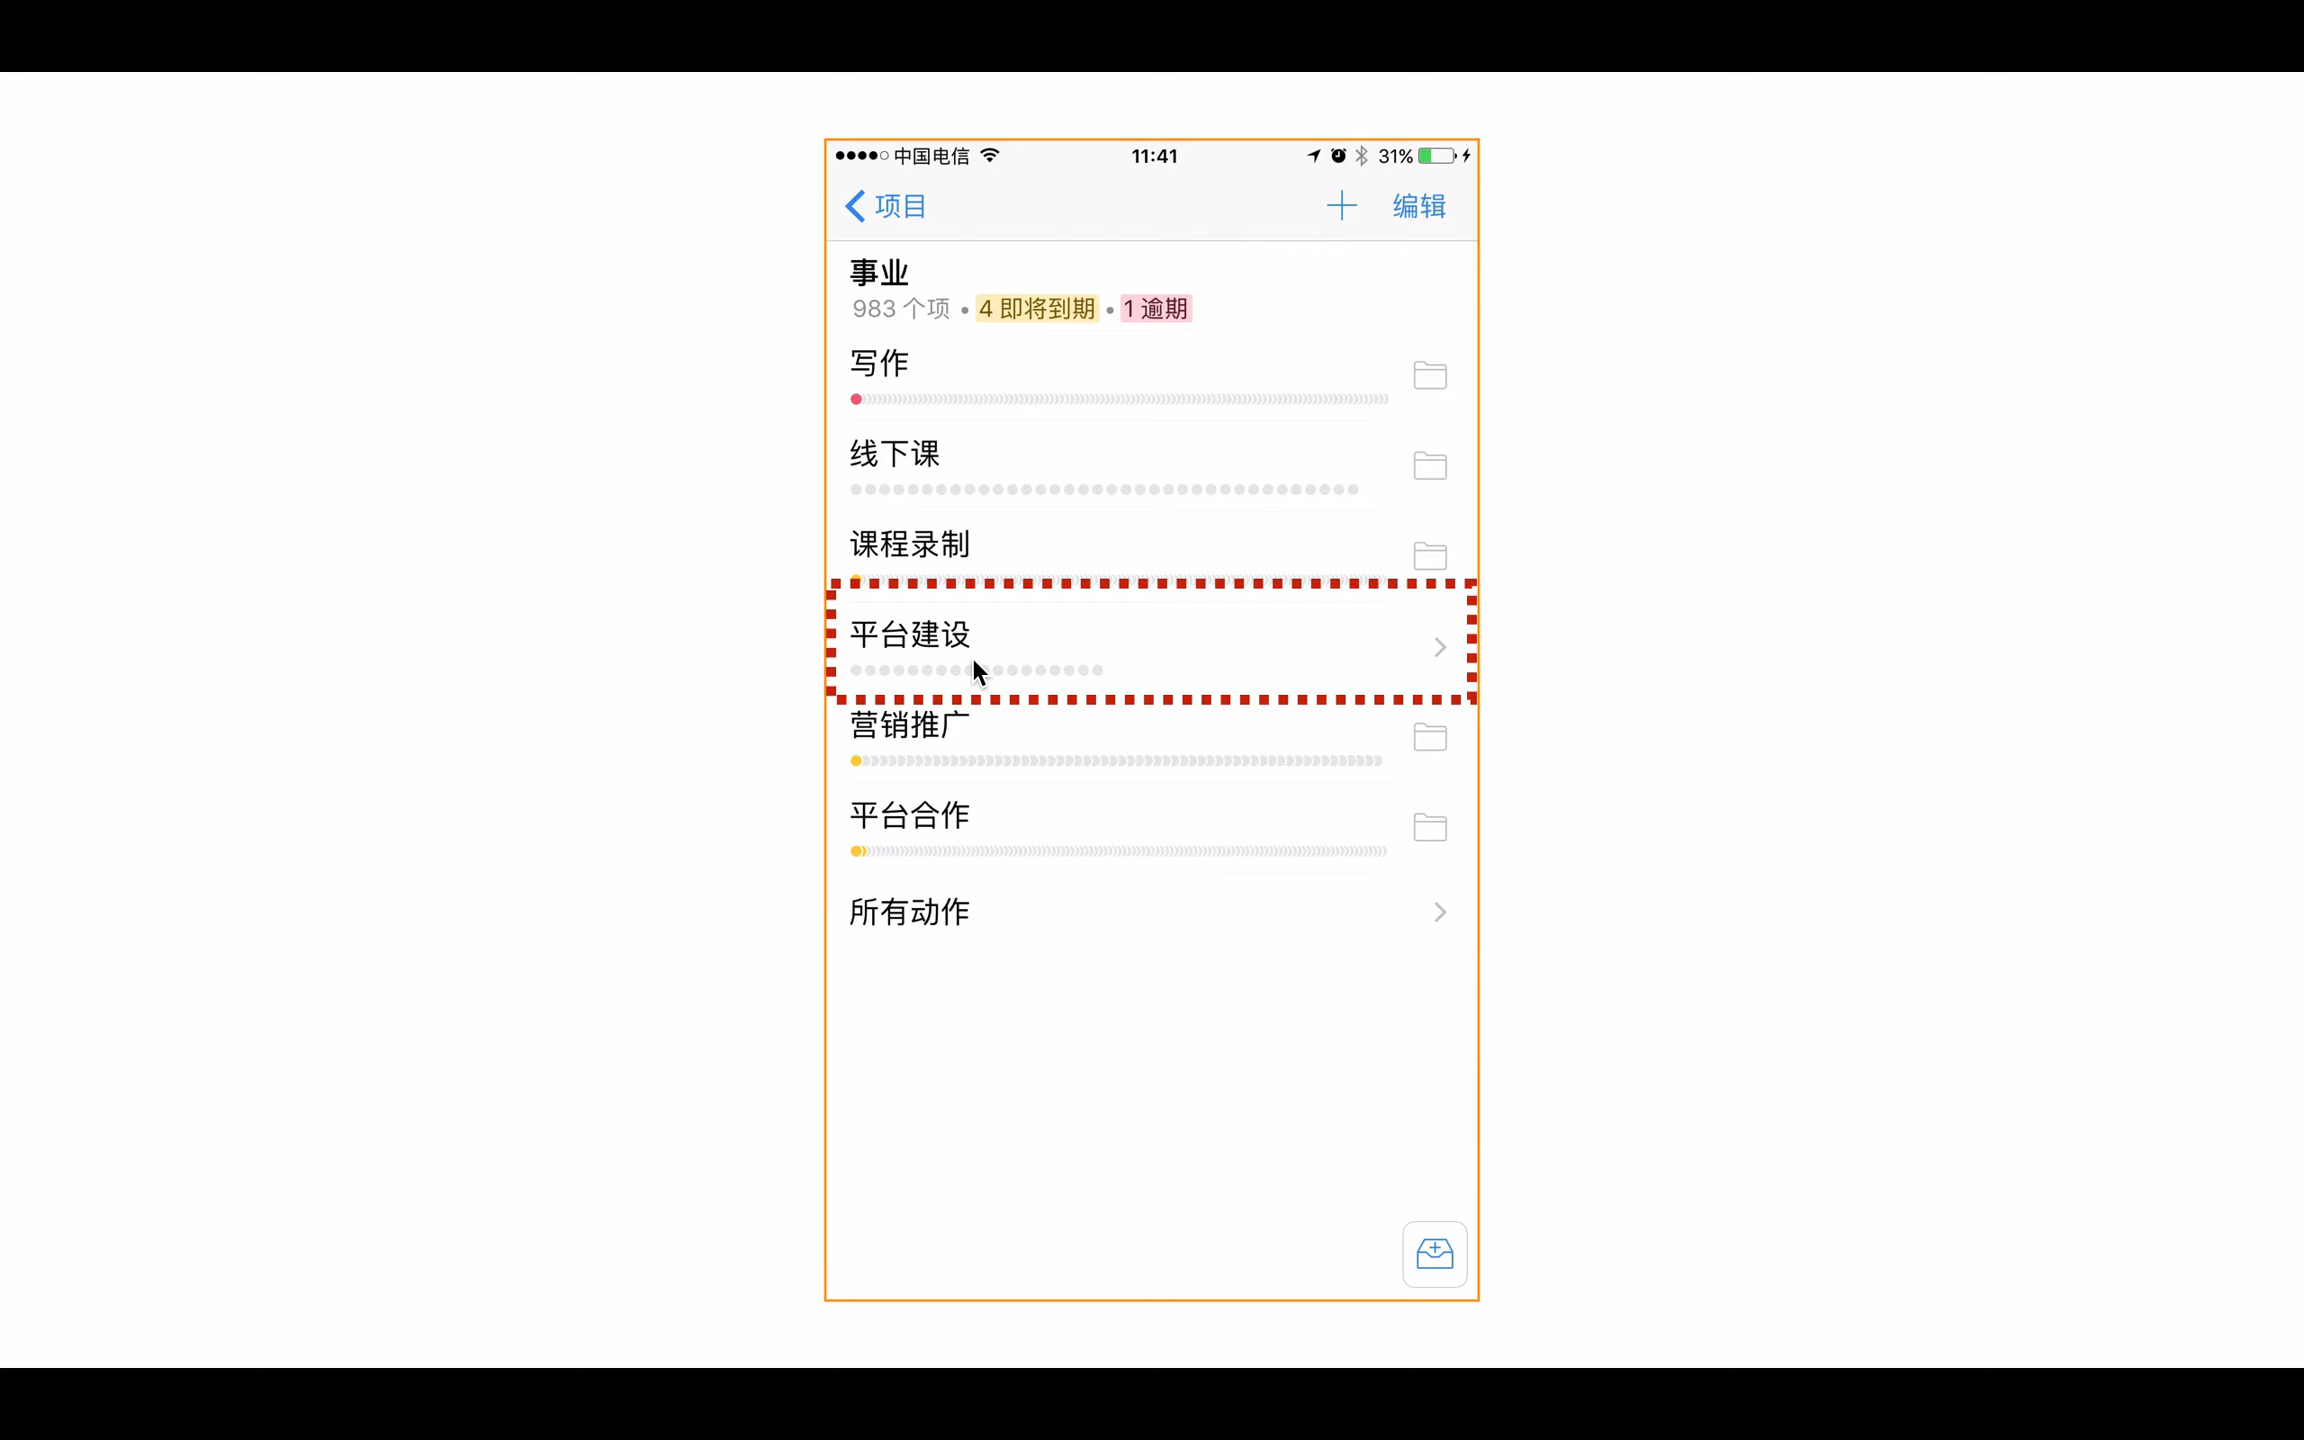 中国电信 11:41 31%
项目 编辑
事业
983 个项 • 4 即将到期 • 1 逾期
写作
线下课
课程录制
平台建设
营销推广
平台合作
所有动作